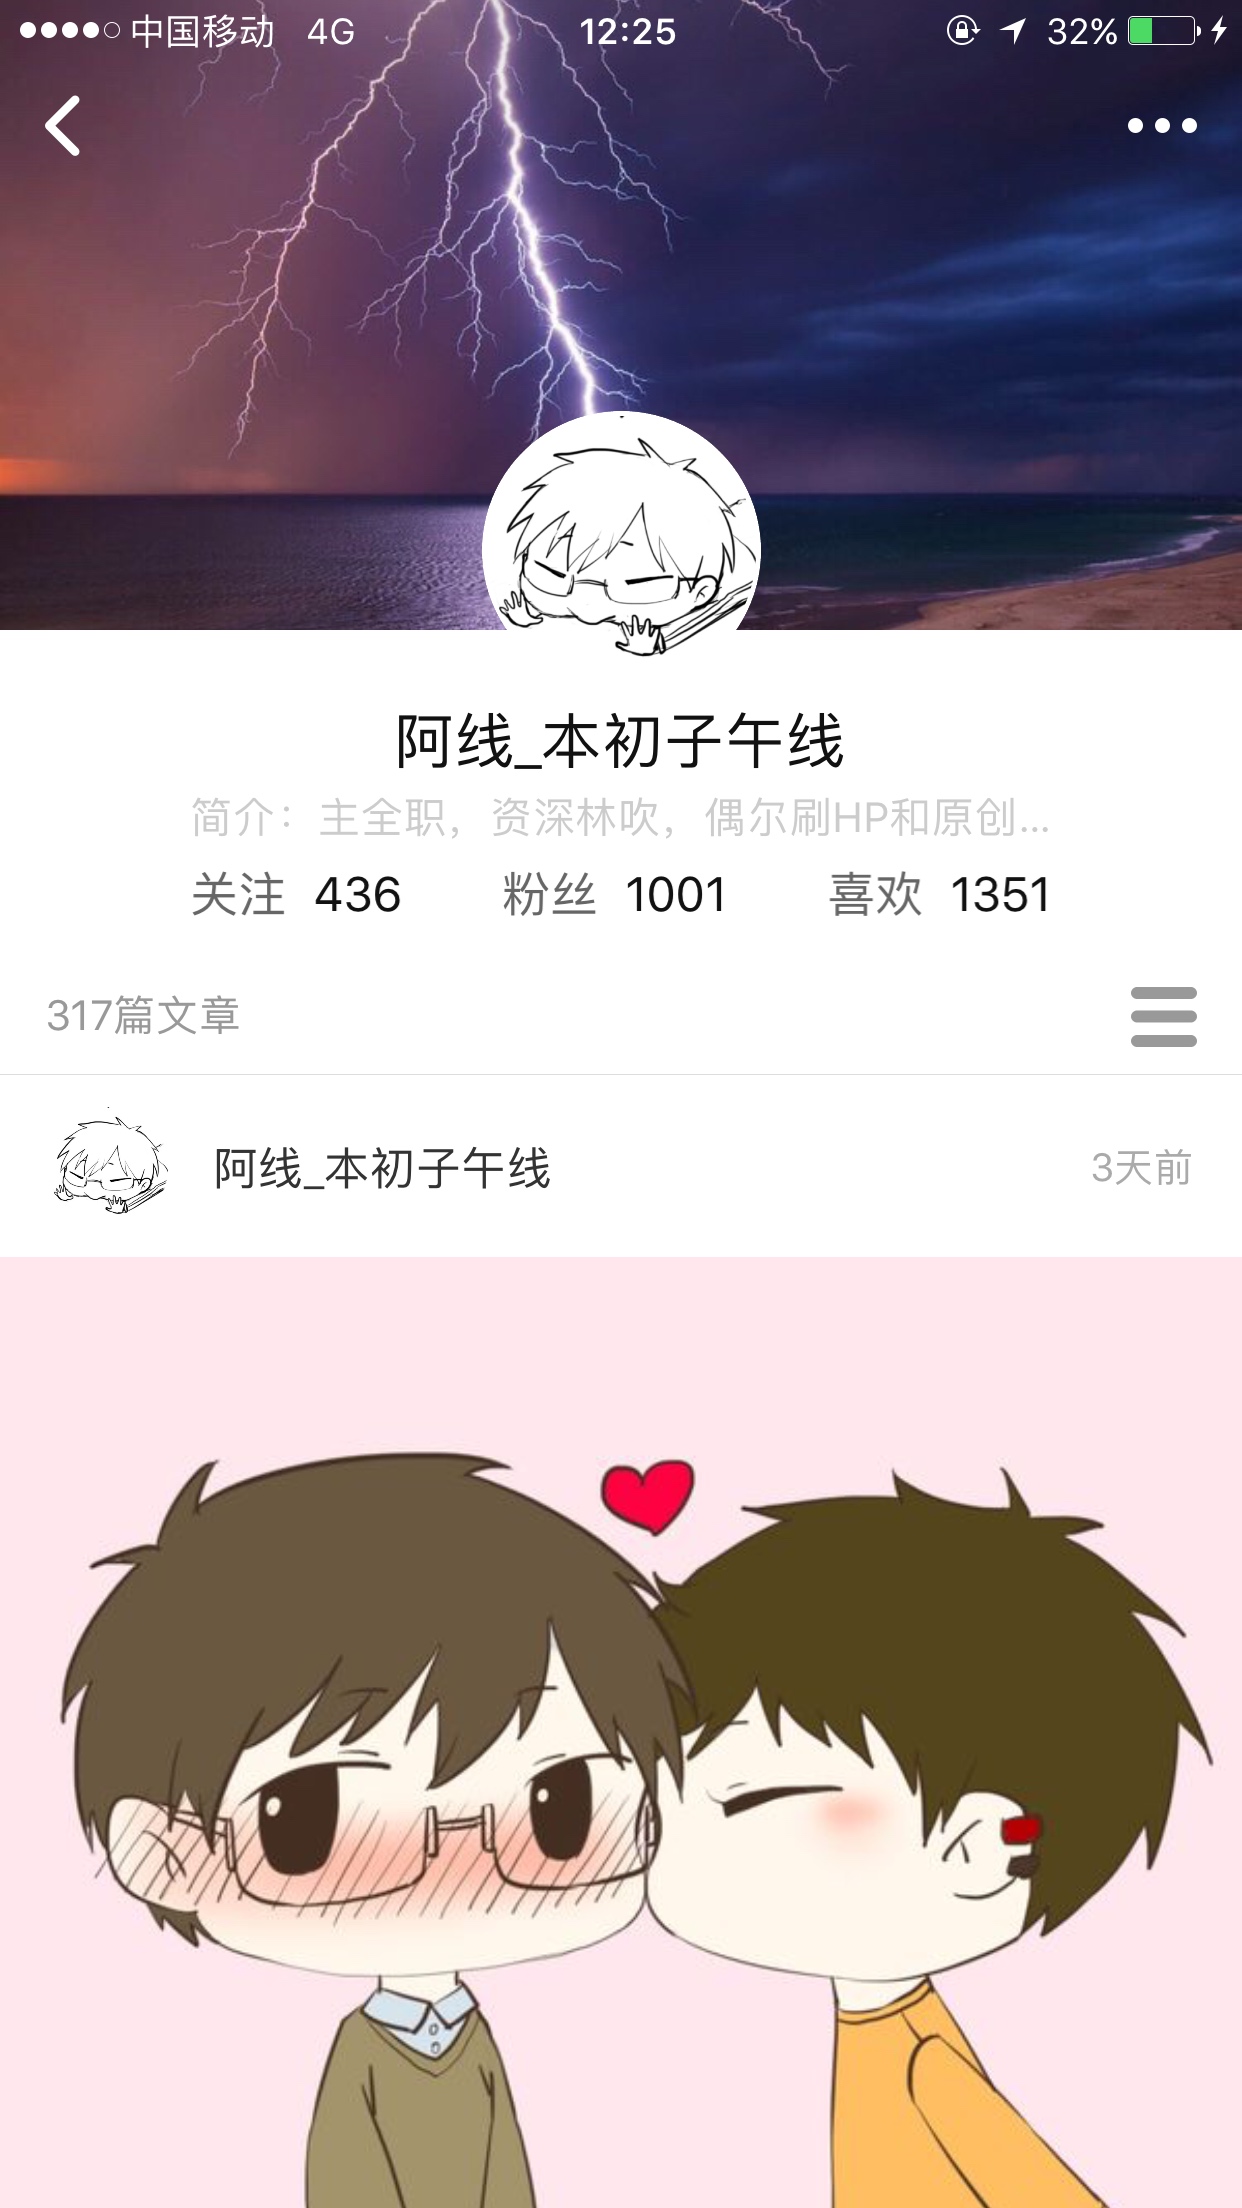 中国移动 4G 12:25 32%
阿线_本初子午线
简介：主全职，资深林吹，偶尔刷HP和原创...
关注 436 粉丝 1001 喜欢 1351
317篇文章
阿线_本初子午线 3天前